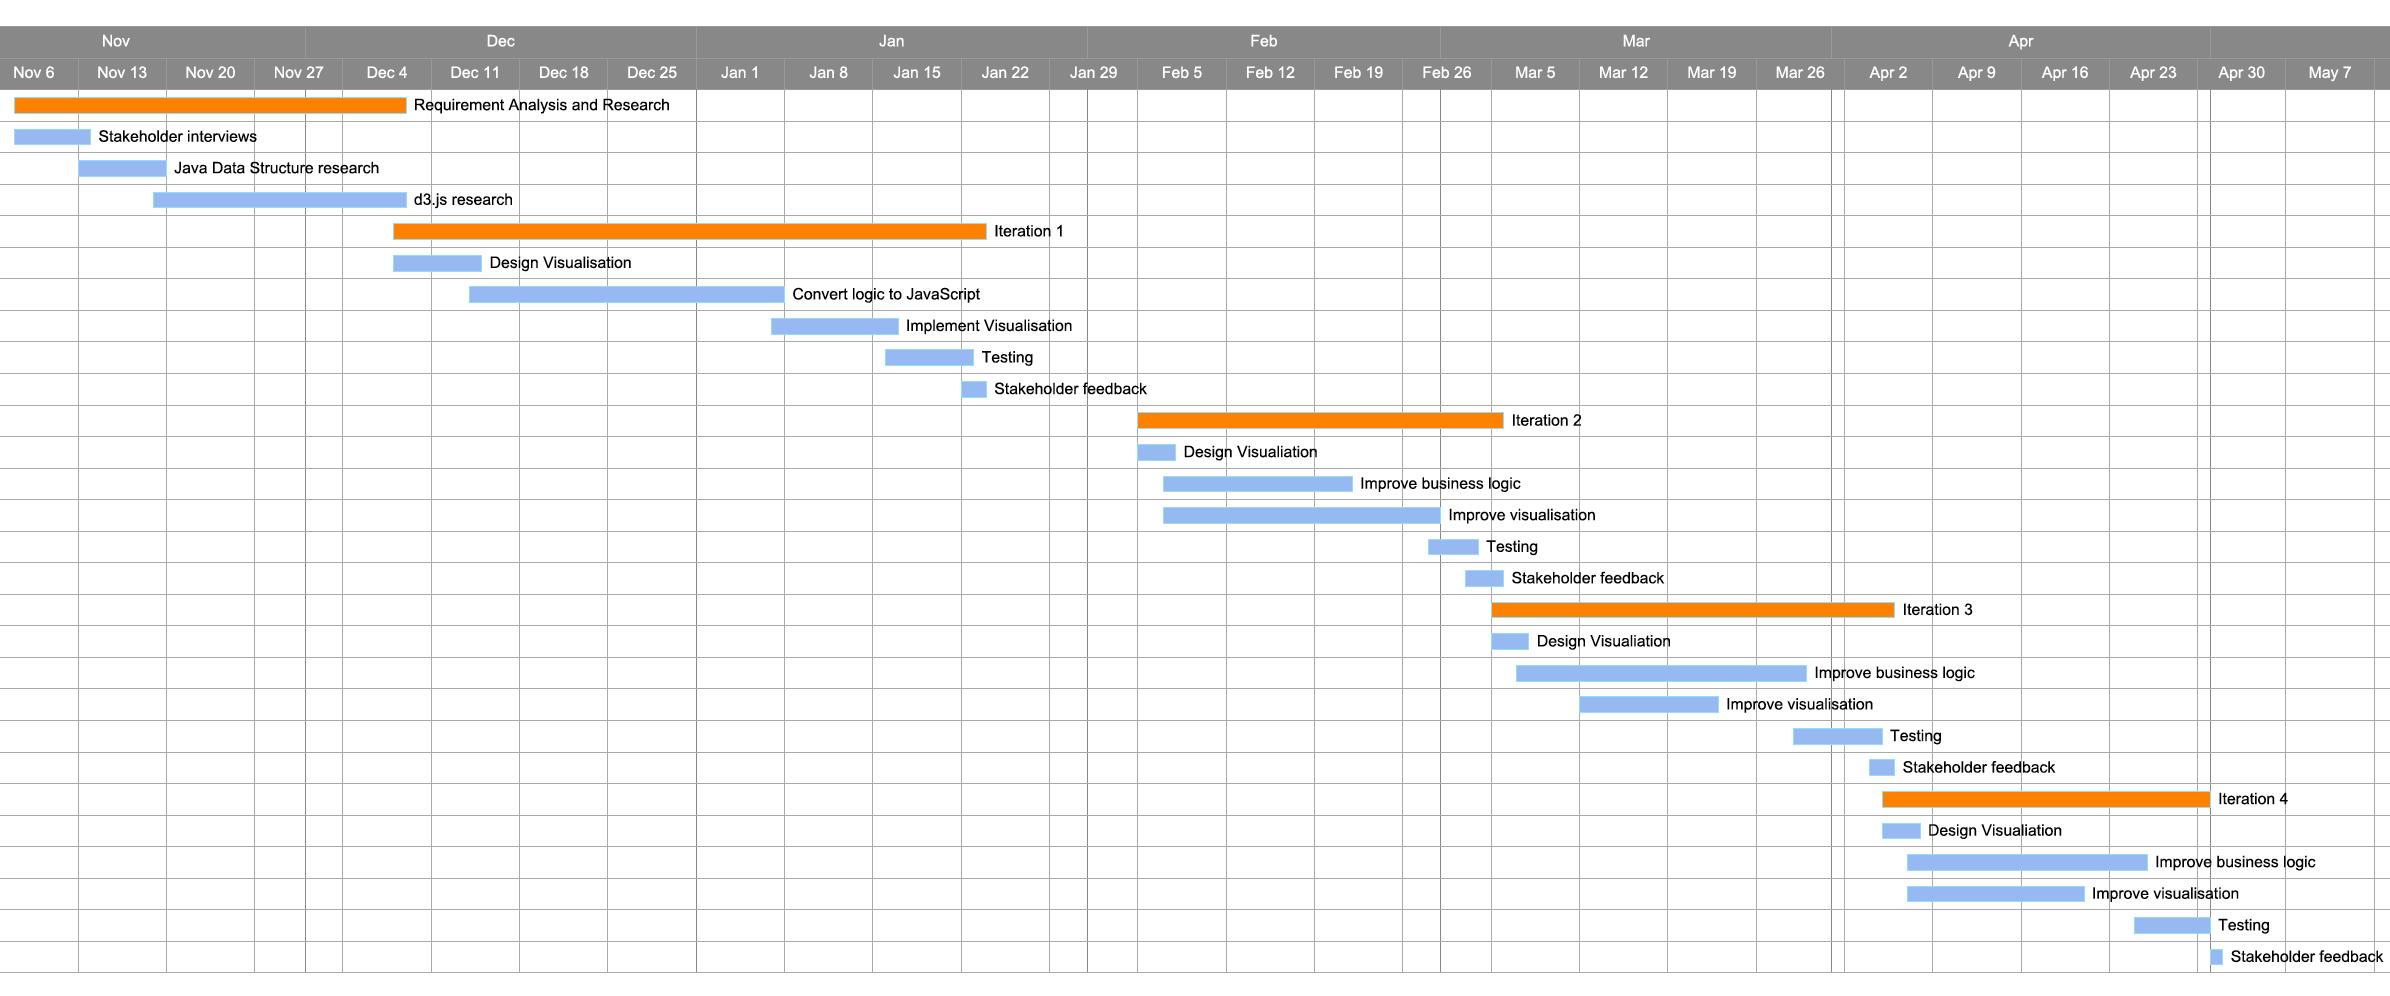 Nov Dec Jan Feb Mar Apr
Nov 6 Nov 13 Nov 20 Nov 27 Dec 4 Dec 11 Dec 18 Dec 25 Jan 1 Jan 8 Jan 15 Jan 22 Jan 29 Feb 5 Feb 12 Feb 19 Feb 26 Mar 5 Mar 12 Mar 19 Mar 26 Apr 2 Apr 9 Apr 16 Apr 23 Apr 30 May 7
Requirement Analysis and Research
Stakeholder interviews
Java Data Structure research
d3.js research
Iteration 1
Design Visualisation
Convert logic to JavaScript
Implement Visualisation
Testing
Stakeholder feedback
Iteration 2
Design Visualiation
Improve business logic
Improve visualisation
Testing
Stakeholder feedback
Iteration 3
Design Visualiation
Improve business logic
Improve visualisation
Testing
Stakeholder feedback
Iteration 4
Design Visualiation
Improve business logic
Improve visualisation
Testing
Stakeholder feedback